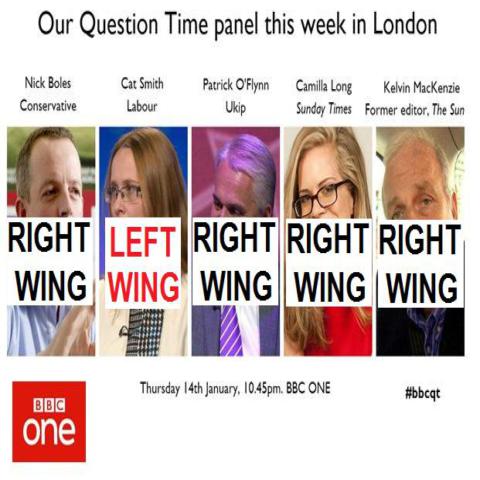 Our Question Time panel this week in London
Nick Boles
Conservative
Cat Smith
Labour
Patrick O'Flynn
Ukip
Camilla Long
Sunday Times
Kelvin MacKenzie
Former editor, The Sun
RIGHT WING
LEFT WING
RIGHT WING
RIGHT WING
RIGHT WING
Thursday 14th January, 10.45pm. BBC ONE
#bbcqt
BBC
one